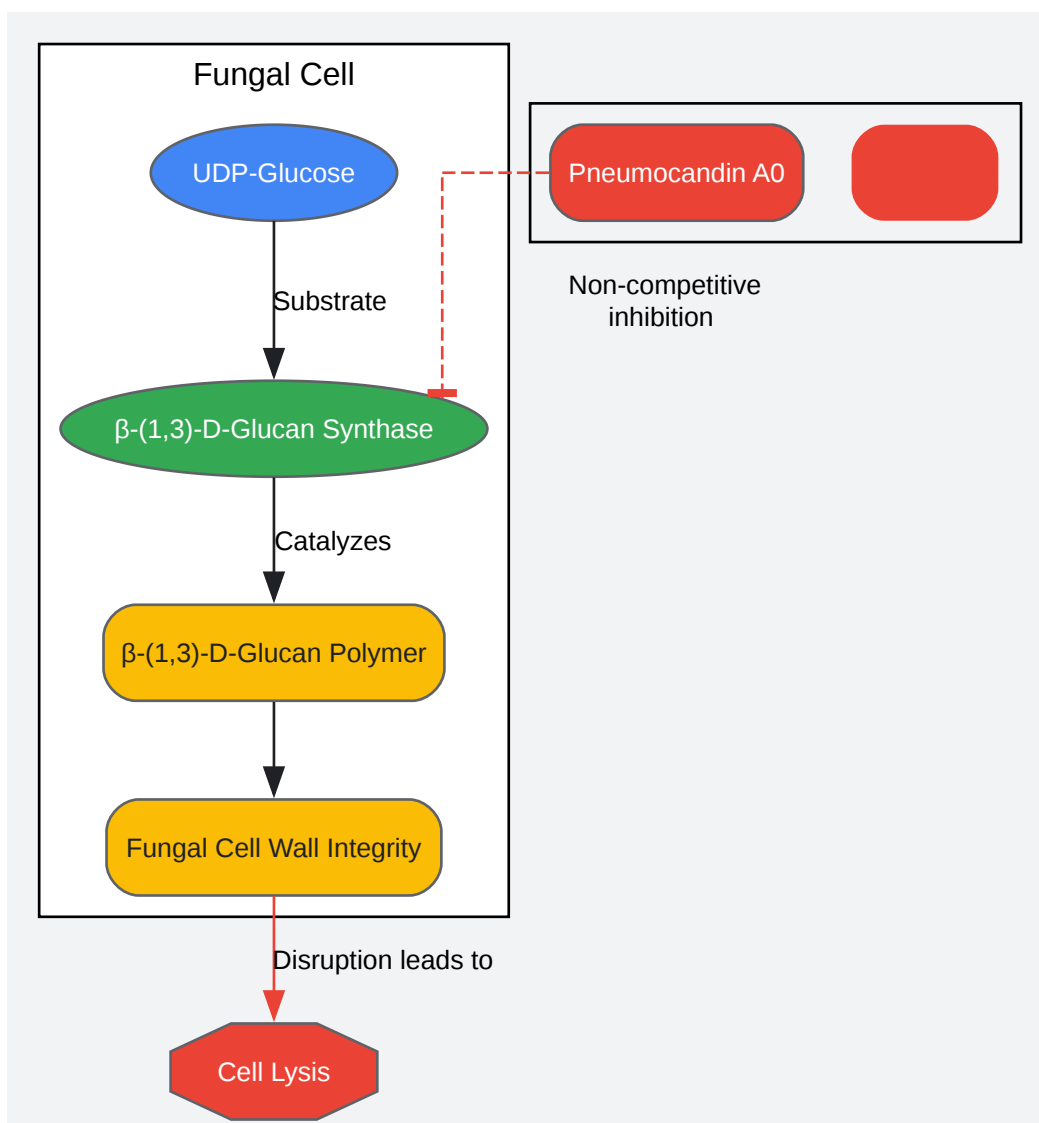 Fungal Cell
UDP-Glucose
Pneumocandin A0
Substrate
Non-competitive
inhibition
β-(1,3)-D-Glucan Synthase
Catalyzes
β-(1,3)-D-Glucan Polymer
Fungal Cell Wall Integrity
Disruption leads to
Cell Lysis